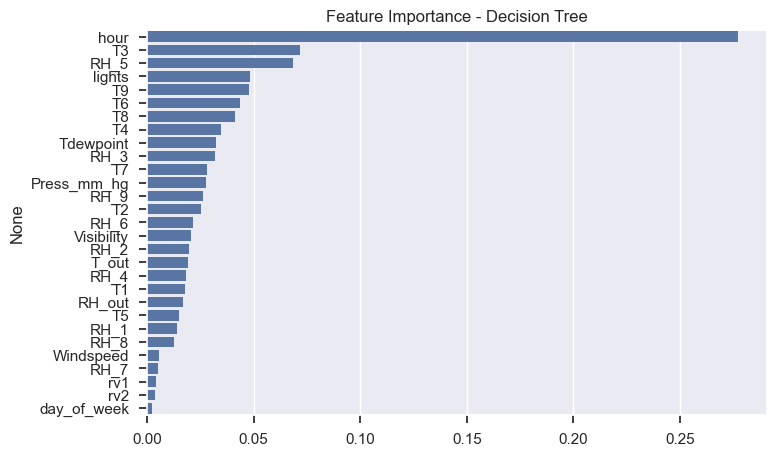 Feature Importance - Decision Tree
None
hour
T3
RH_5
lights
T9
T6
T8
T4
Tdewpoint
RH_3
T7
Press_mm_hg
RH_9
T2
RH_6
Visibility
RH_2
T_out
RH_4
T1
RH_out
T5
RH_1
RH_8
Windspeed
RH_7
rv1
rv2
day_of_week
0.00 0.05 0.10 0.15 0.20 0.25